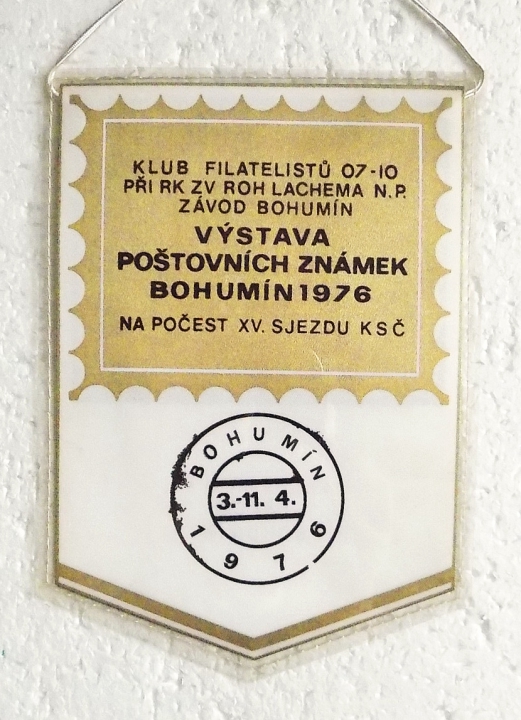 KLUB FILATELISTŮ 07-10
PŘI RK ZV ROH LACHEMA N.P.
ZÁVOD BOHUMÍN
VÝSTAVA
POŠTOVNÍCH ZNÁMEK
BOHUMÍN 1976
NA POČEST XV. SJEZDU KSČ
BOHUMÍN
3.-11. 4.
1976